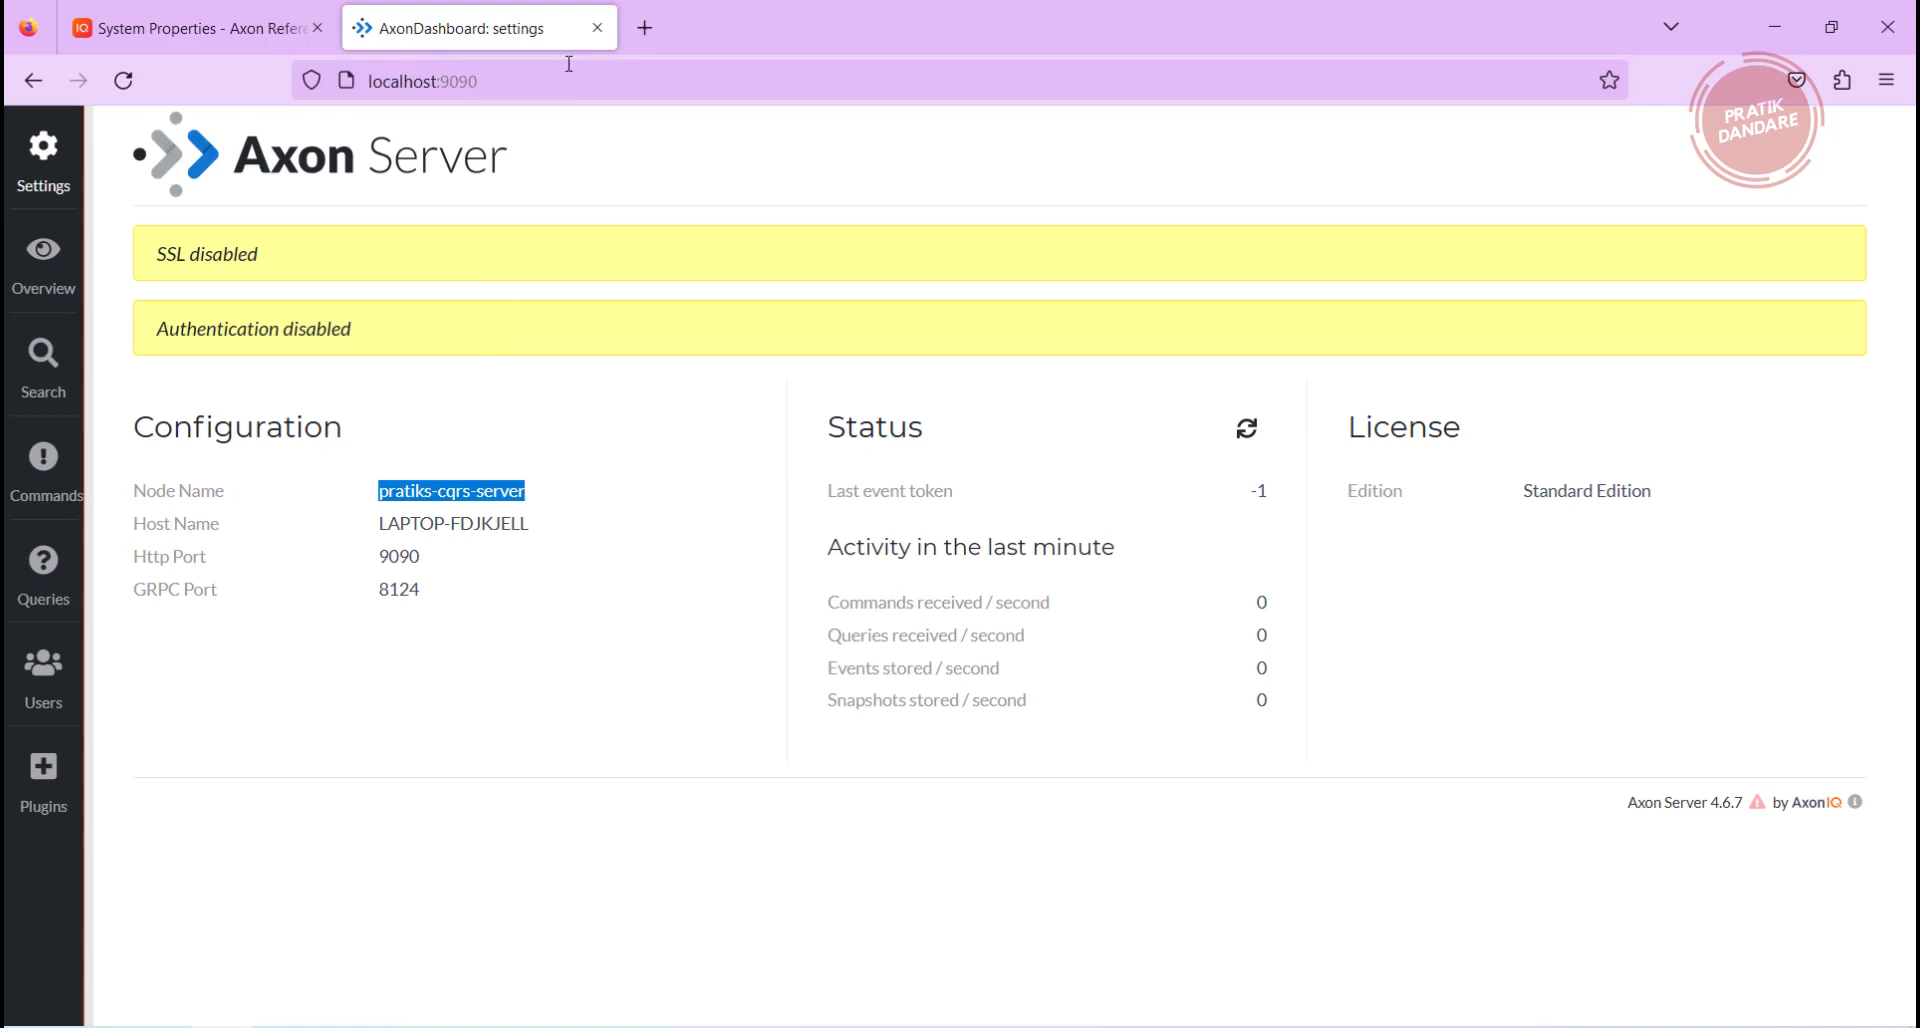 System Properties - Axon Refere
AxonDashboard: settings
localhost:9090
PRATIK
DANDARE
Axon Server
Settings
Overview
Search
Commands
Queries
Users
Plugins
SSL disabled
Authentication disabled
Configuration
Node Name pratiks-cqrs-server
Host Name LAPTOP-FDJKJELL
Http Port 9090
GRPC Port 8124
Status
Last event token -1
Activity in the last minute
Commands received / second 0
Queries received / second 0
Events stored / second 0
Snapshots stored / second 0
License
Edition Standard Edition
Axon Server 4.6.7 by AxonIQ